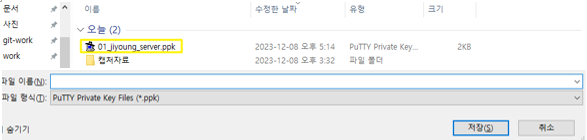 문서
사진
git-work
work
이름 수정한 날짜 유형 크기
오늘 (2)
01_jiyoung_server.ppk 2023-12-08 오후 5:14 PuTTY Private Key... 2KB
캡처자료 2023-12-08 오후 3:32 파일 폴더
파일 이름(N):
파일 형식(T): PuTTY Private Key Files (*.ppk)
숨기기 저장(S) 취소